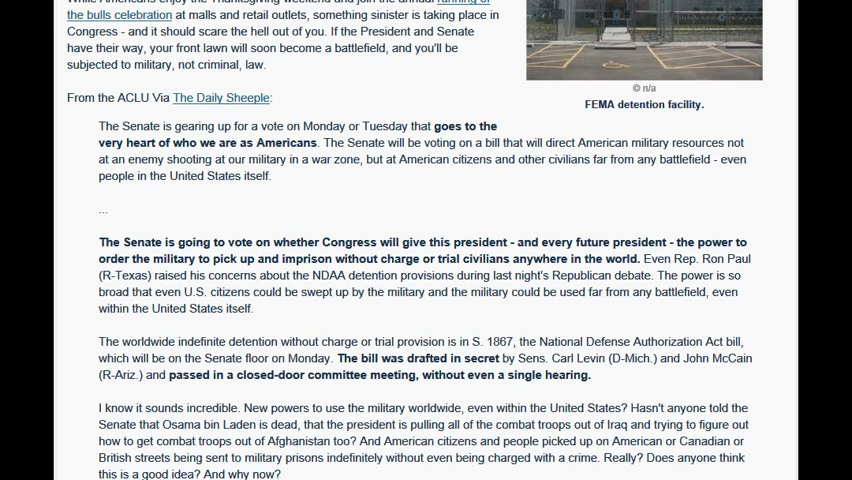 While Americans enjoy the Thanksgiving weekend and join the annual running of
the bulls celebration at malls and retail outlets, something sinister is taking place in
Congress - and it should scare the hell out of you. If the President and Senate
have their way, your front lawn will soon become a battlefield, and you'll be
subjected to military, not criminal, law.
© n/a
FEMA detention facility.
From the ACLU Via The Daily Sheeple:
The Senate is gearing up for a vote on Monday or Tuesday that goes to the
very heart of who we are as Americans. The Senate will be voting on a bill that will direct American military resources not
at an enemy shooting at our military in a war zone, but at American citizens and other civilians far from any battlefield - even
people in the United States itself.
...
The Senate is going to vote on whether Congress will give this president - and every future president - the power to
order the military to pick up and imprison without charge or trial civilians anywhere in the world. Even Rep. Ron Paul
(R-Texas) raised his concerns about the NDAA detention provisions during last night's Republican debate. The power is so
broad that even U.S. citizens could be swept up by the military and the military could be used far from any battlefield, even
within the United States itself.
The worldwide indefinite detention without charge or trial provision is in S. 1867, the National Defense Authorization Act bill,
which will be on the Senate floor on Monday. The bill was drafted in secret by Sens. Carl Levin (D-Mich.) and John McCain
(R-Ariz.) and passed in a closed-door committee meeting, without even a single hearing.
I know it sounds incredible. New powers to use the military worldwide, even within the United States? Hasn't anyone told the
Senate that Osama bin Laden is dead, that the president is pulling all of the combat troops out of Iraq and trying to figure out
how to get combat troops out of Afghanistan too? And American citizens and people picked up on American or Canadian or
British streets being sent to military prisons indefinitely without even being charged with a crime. Really? Does anyone think
this is a good idea? And why now?